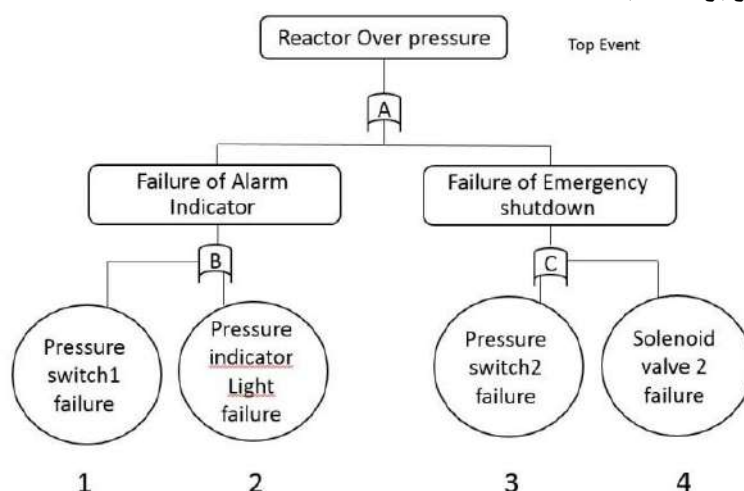 Reactor Over pressure
Top Event
A
Failure of Alarm
Indicator
Failure of Emergency
shutdown
B
C
Pressure
switch1
failure
Pressure
indicator
Light
failure
Pressure
switch2
failure
Solenoid
valve 2
failure
1
2
3
4